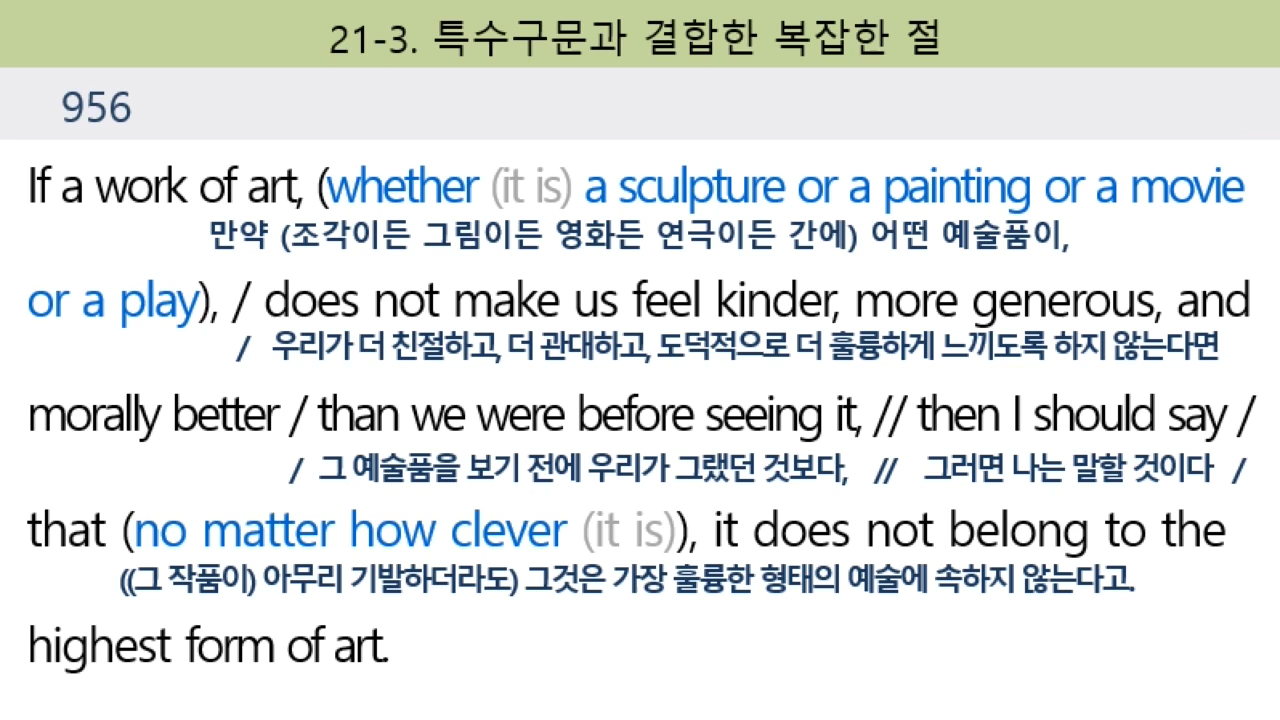 21-3. 특수구문과 결합한 복잡한 절
956
If a work of art, (whether (it is) a sculpture or a painting or a movie
만약 (조각이든 그림이든 영화든 연극이든 간에) 어떤 예술품이,
or a play), / does not make us feel kinder, more generous, and
/ 우리가 더 친절하고, 더 관대하고, 도덕적으로 더 훌륭하게 느끼도록 하지 않는다면
morally better / than we were before seeing it, // then I should say /
/ 그 예술품을 보기 전에 우리가 그랬던 것보다, // 그러면 나는 말할 것이다 /
that (no matter how clever (it is)), it does not belong to the
((그 작품이) 아무리 기발하더라도) 그것은 가장 훌륭한 형태의 예술에 속하지 않는다고.
highest form of art.